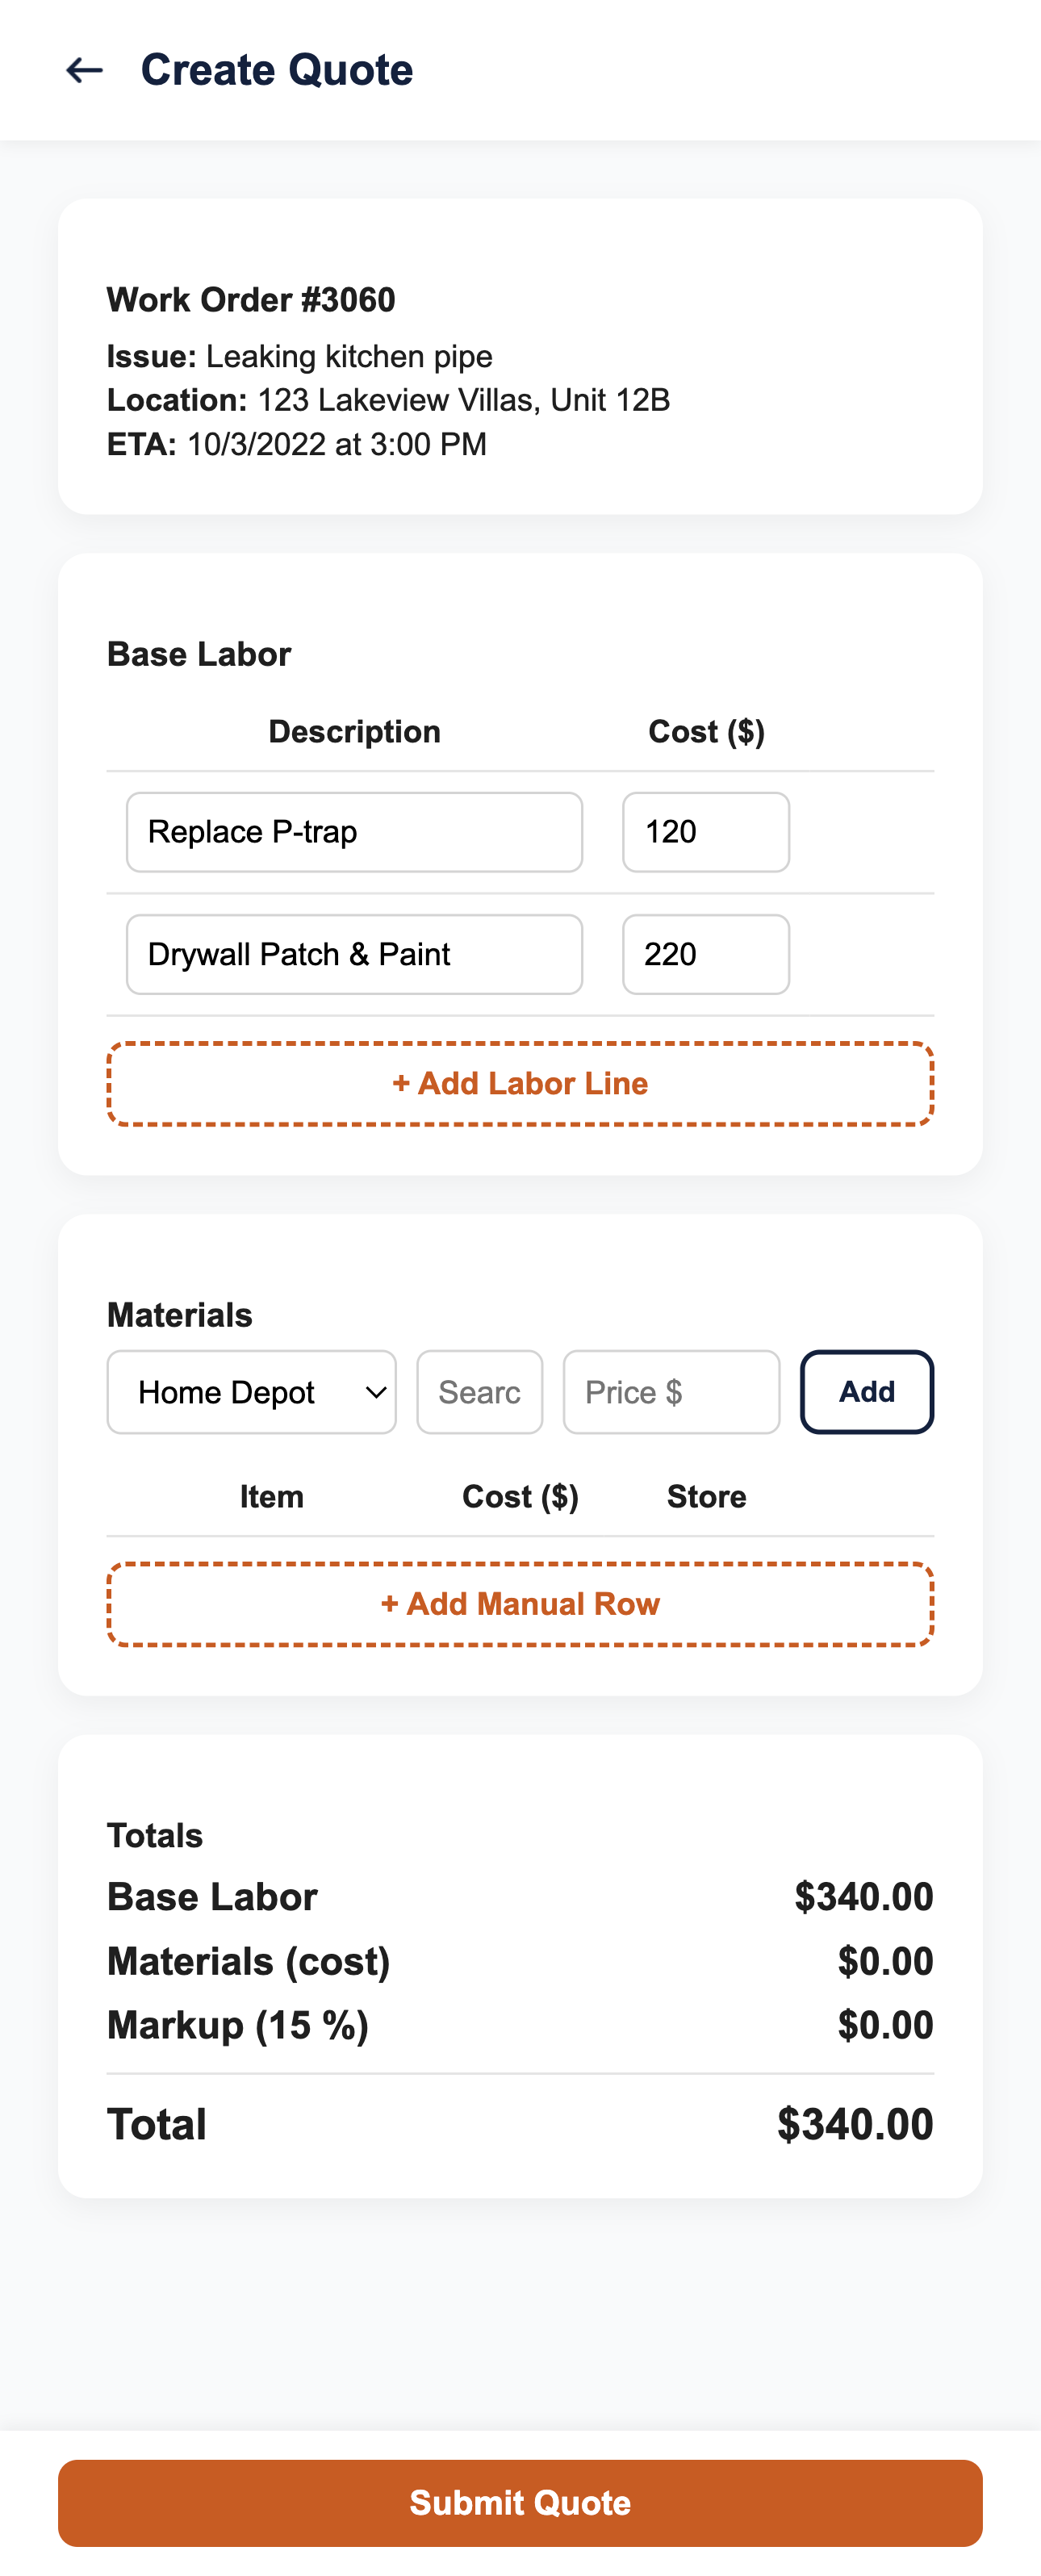 Create Quote
Work Order #3060
Issue: Leaking kitchen pipe
Location: 123 Lakeview Villas, Unit 12B
ETA: 10/3/2022 at 3:00 PM
Base Labor
Description Cost ($)
Replace P-trap 120
Drywall Patch & Paint 220
+ Add Labor Line
Materials
Home Depot Searc Price $ Add
Item Cost ($) Store
+ Add Manual Row
Totals
Base Labor $340.00
Materials (cost) $0.00
Markup (15 %) $0.00
Total $340.00
Submit Quote